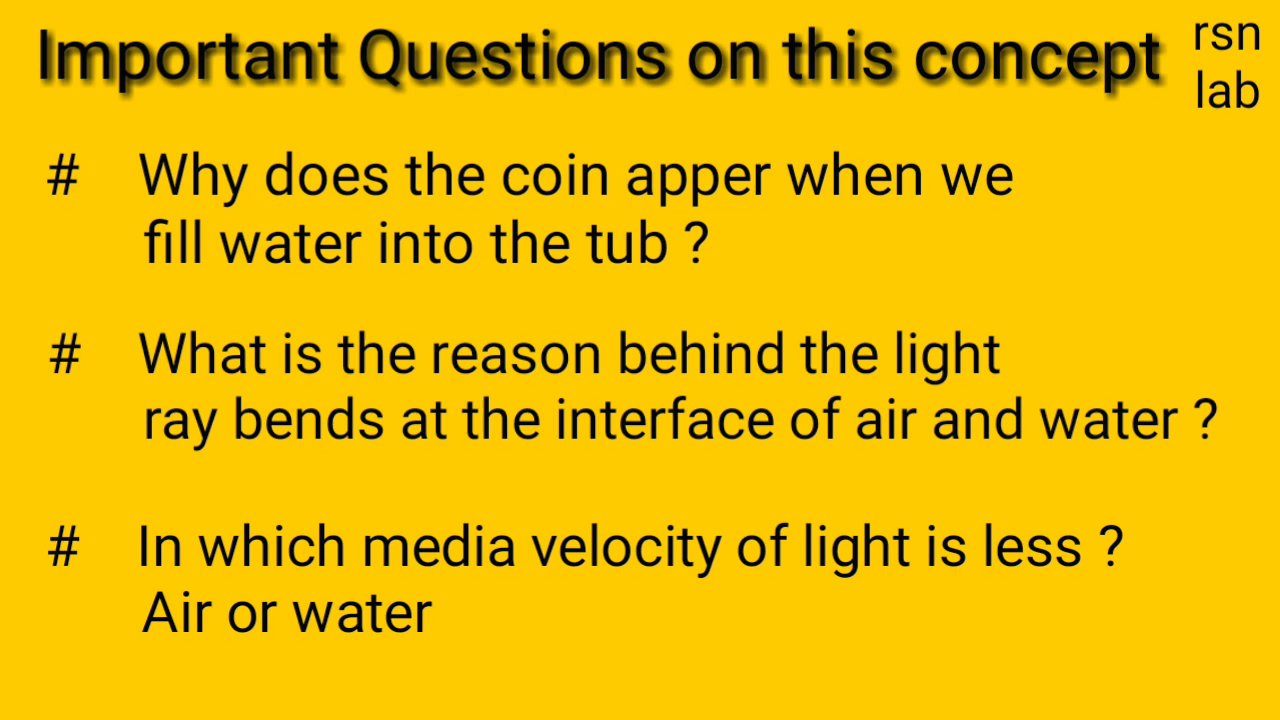 Important Questions on this concept
rsn
lab
# Why does the coin apper when we
fill water into the tub ?
# What is the reason behind the light
ray bends at the interface of air and water ?
# In which media velocity of light is less ?
Air or water